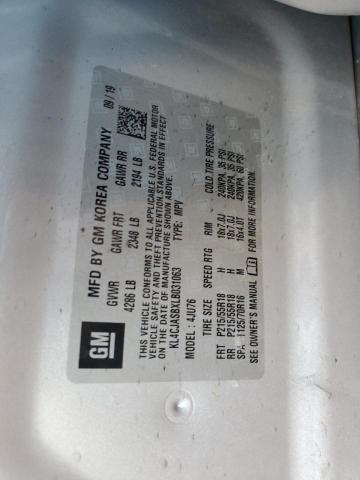 MFD BY GM KOREA COMPANY 09/19
GVWR GAWR FRT GAWR RR
4286 LB 2348 LB 2194 LB
THIS VEHICLE CONFORMS TO ALL APPLICABLE U.S. FEDERAL MOTOR
VEHICLE SAFETY, THEFT PREVENTION STANDARDS IN EFFECT
ON THE DATE OF MANUFACTURE SHOWN ABOVE.
KL4CJASBXLB031063 TYPE: MPV
GM
MODEL: 4JU76
TIRE SIZE SPEED RTG RIM COLD TIRE PRESSURE
FRT P215/55R18 H 18x7.0J 240KPA, 35 PSI
RR P215/55R18 H 18x7.0J 240KPA, 35 PSI
SPA T125/70R16 M 16x4.0T 420KPA, 60 PSI
SEE OWNER'S MANUAL FOR MORE INFORMATION.